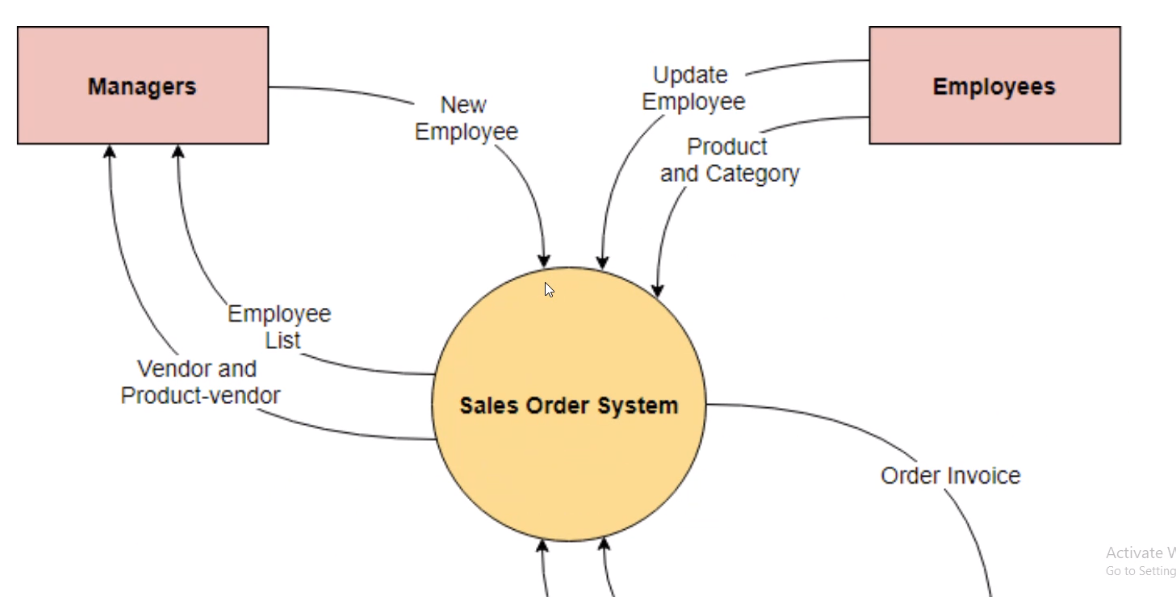 Managers
Employees
New
Employee
Update
Employee
Product
and Category
Employee
List
Vendor and
Product-vendor
Sales Order System
Order Invoice
Activate
Go to Setting